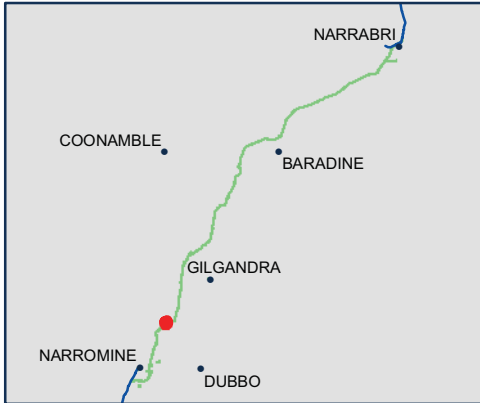 NARRABRI
COONAMBLE
BARADINE
GILGANDRA
NARROMINE
DUBBO